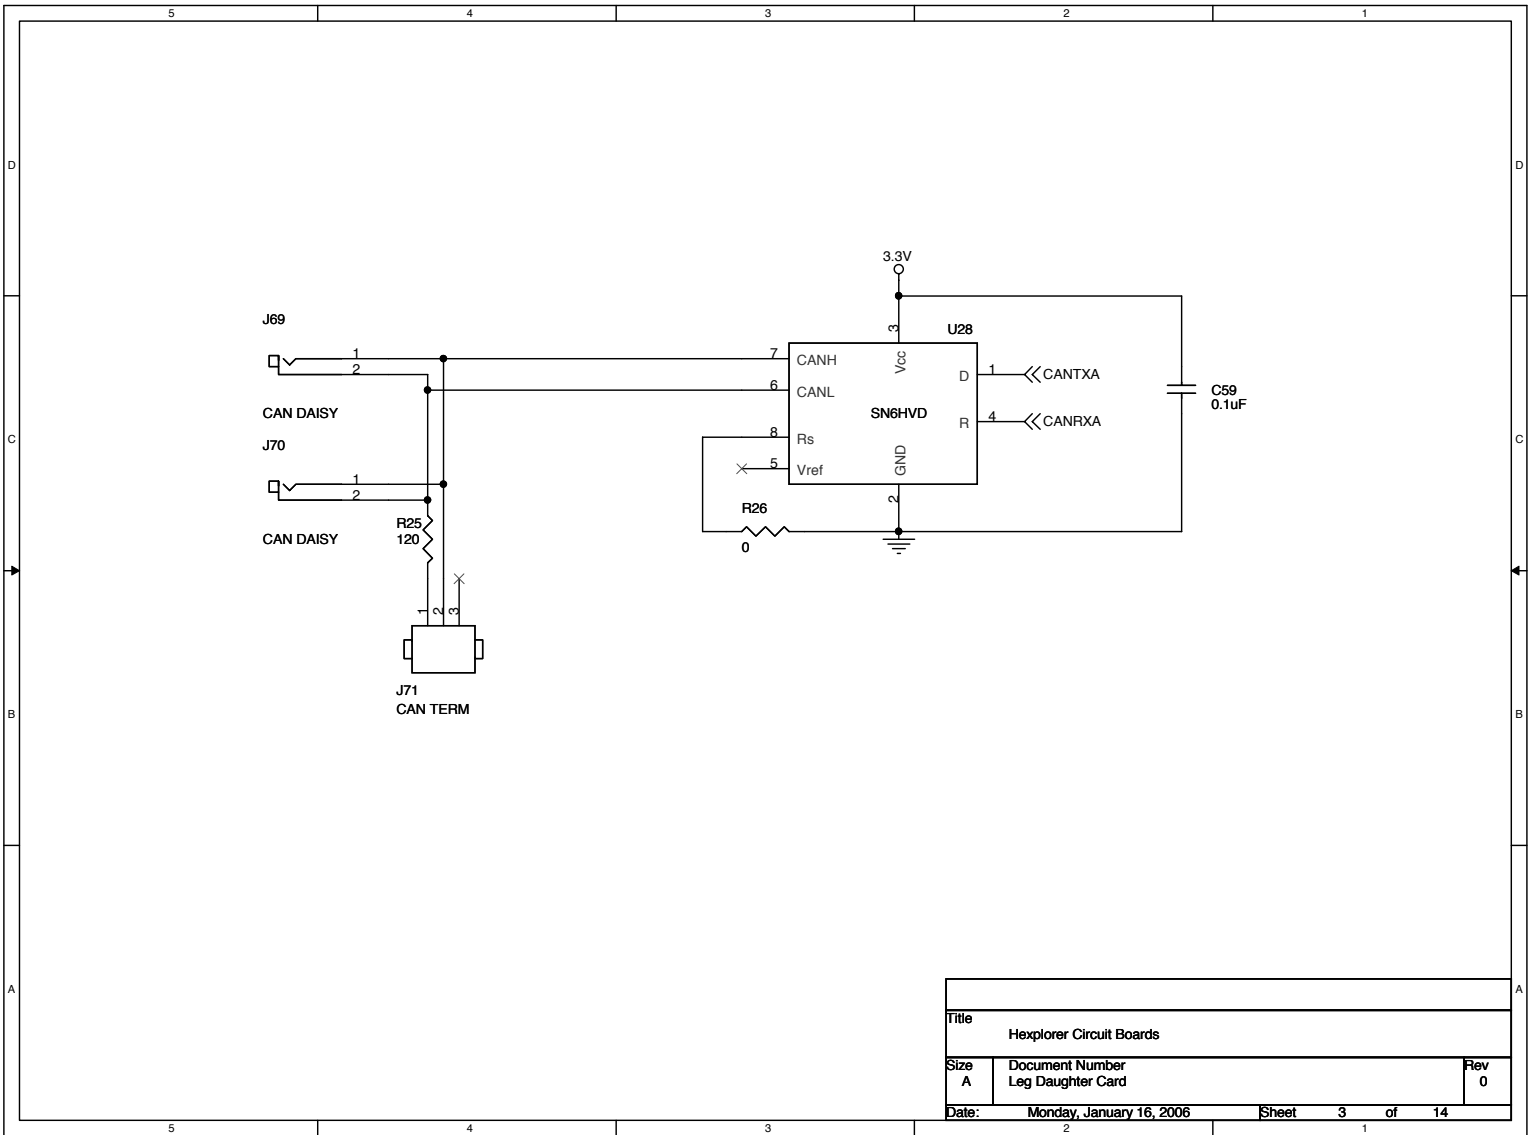 5 4 3 2 1
D D
3.3V
J69
U28
1
2
7 CANH
3
Vcc
D 1 CANTXA
6 CANL
C59
0.1uF
CAN DAISY
SN6HVD
R 4 CANRXA
C C
J70
8 Rs
GND
5 Vref
1
2
2
R26
R25
120
CAN DAISY
0
1 2 3
J71
CAN TERM
B B
A A
Title
Hexplorer Circuit Boards
Size Document Number Rev
A Leg Daughter Card 0
Date: Monday, January 16, 2006 Sheet 3 of 14
5 4 3 2 1